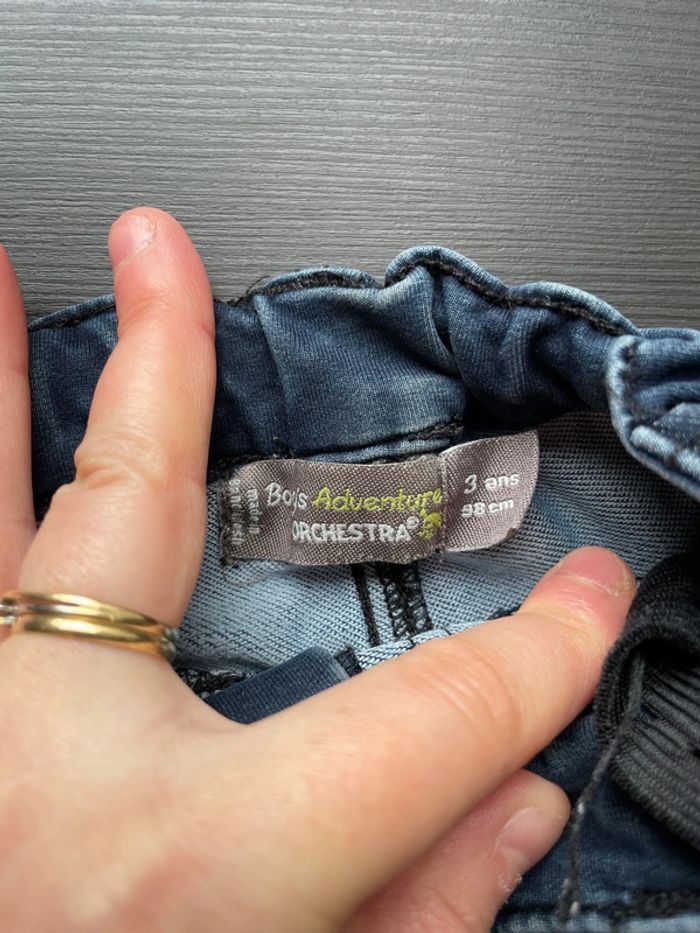 Boys Adventure
ORCHESTRA®
3 ans
98 cm